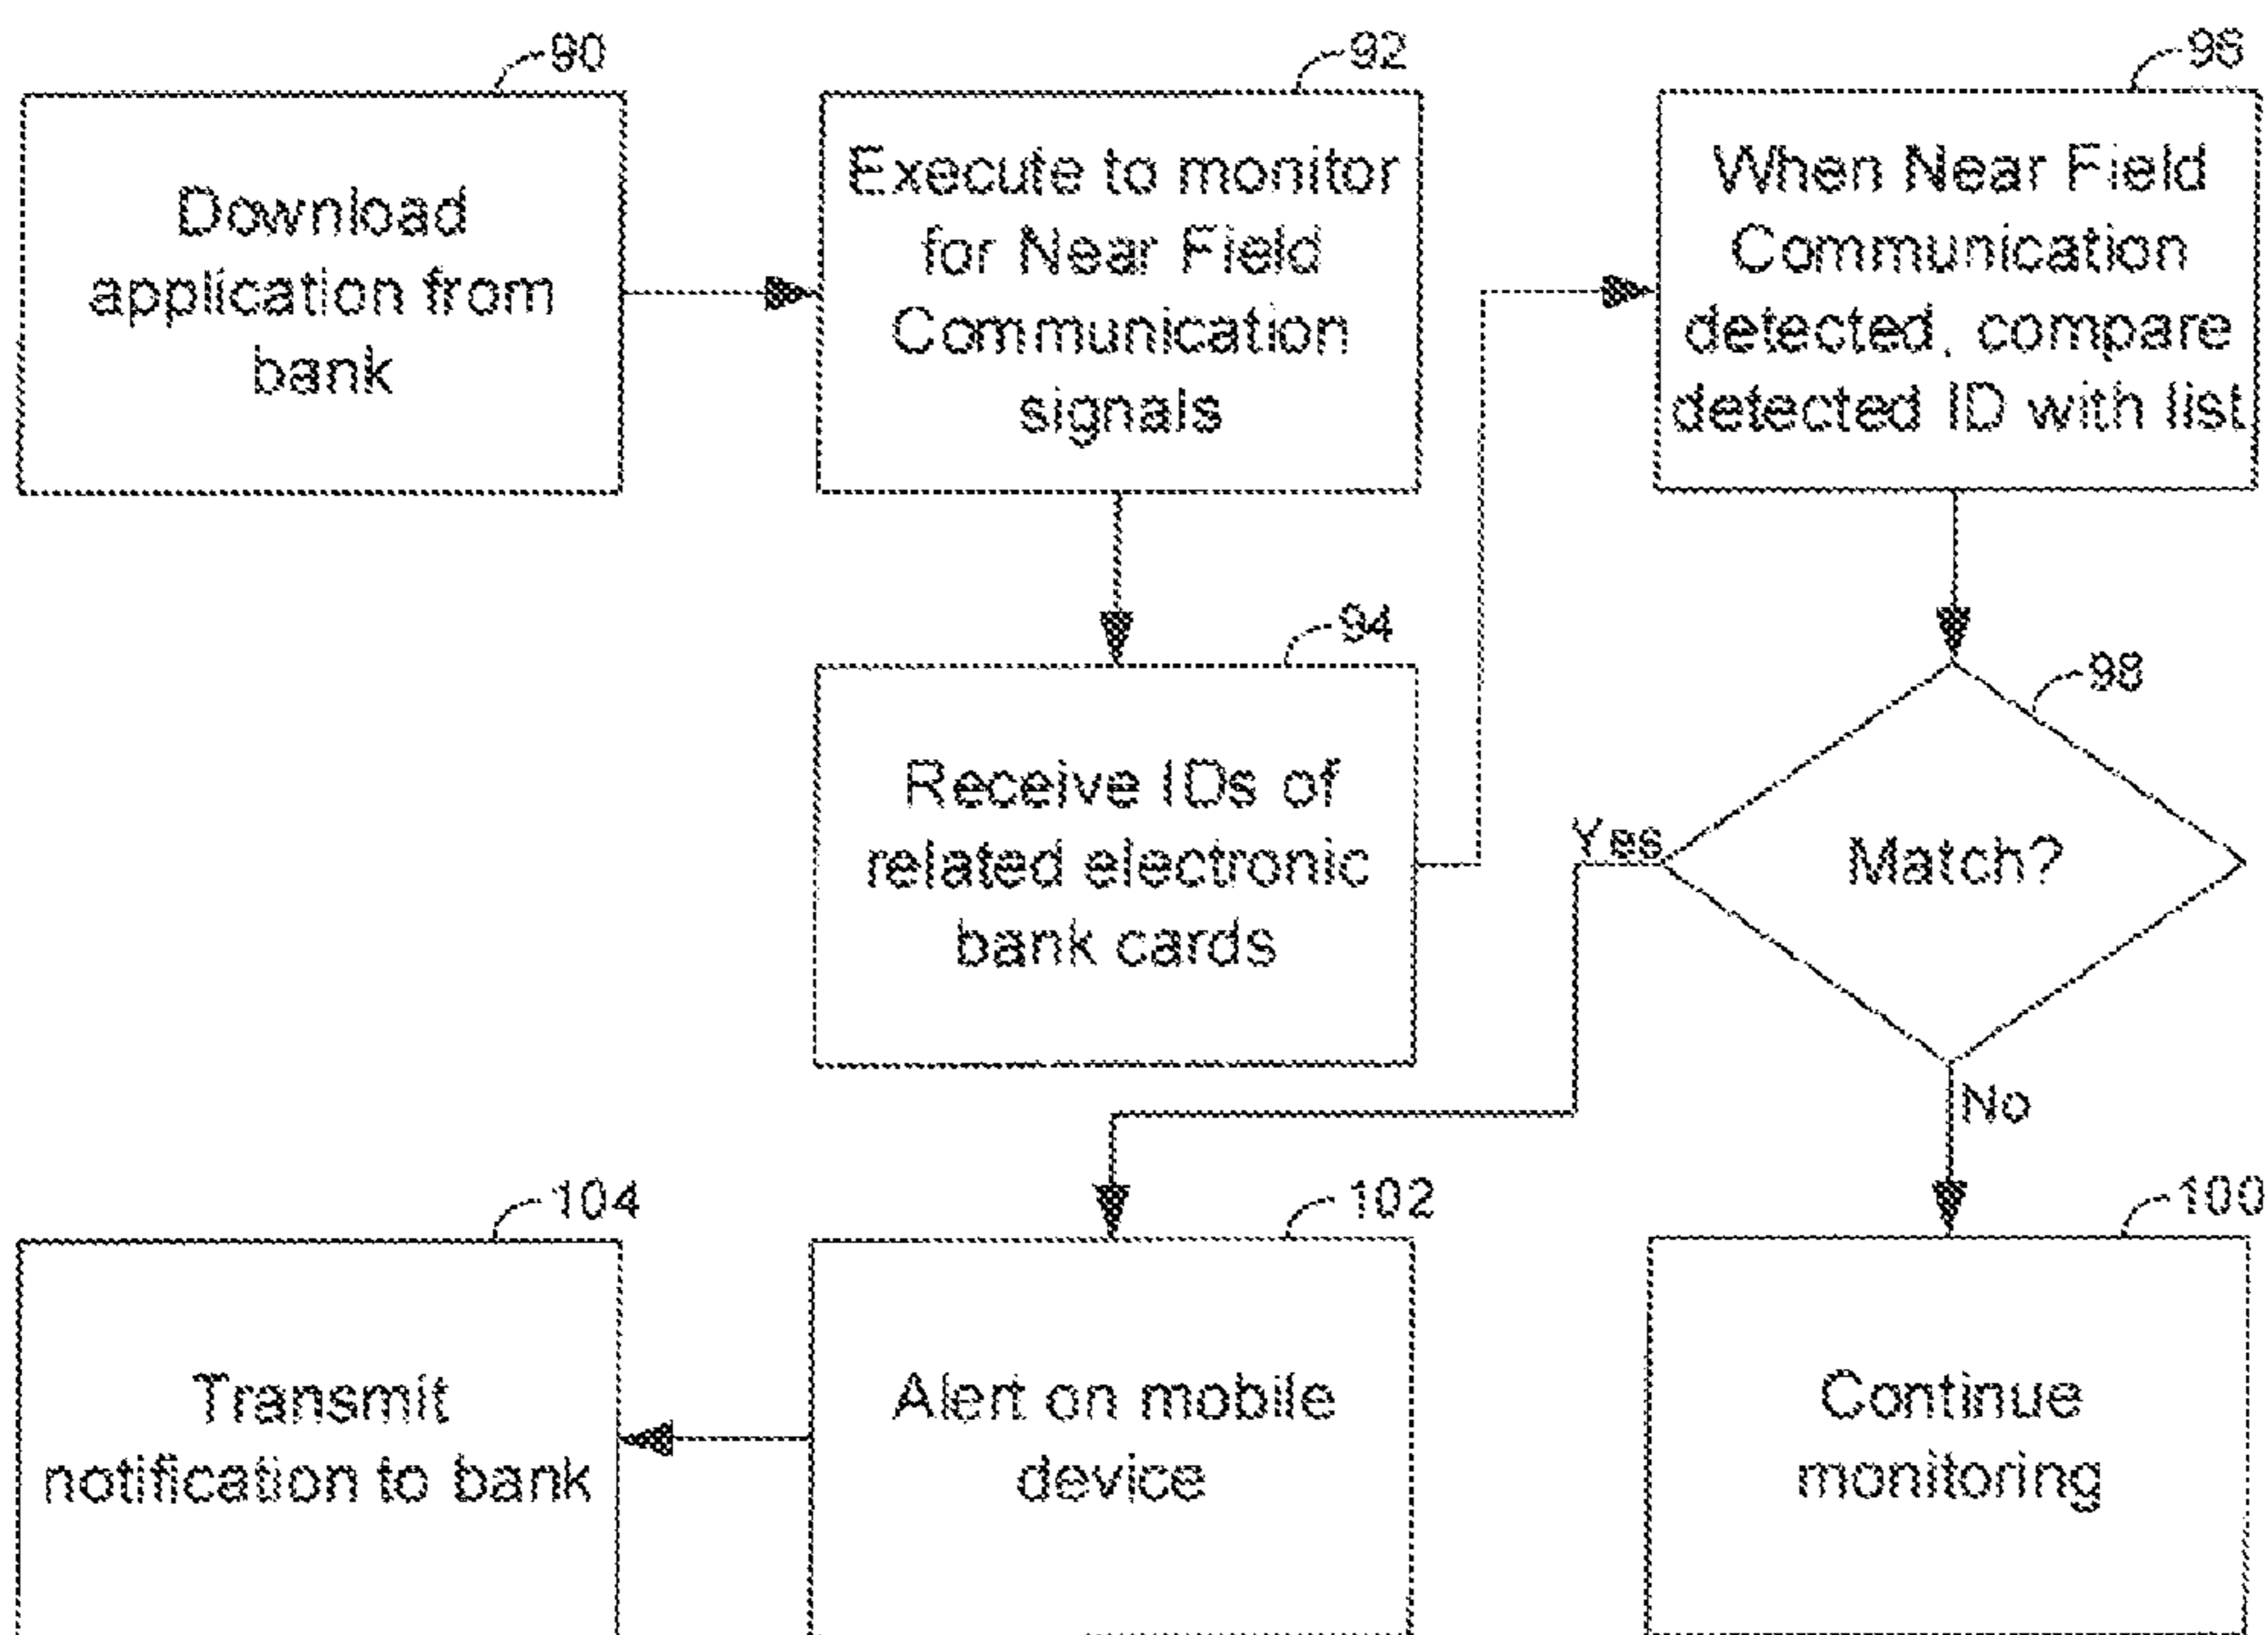 90
Download
application from
bank
92
Execute to monitor
for Near Field
Communication
signals
96
When Near Field
Communication
detected, compare
detected ID with list
94
Receive IDs of
related electronic
bank cards
98
Match?
Yes
No
104
Transmit
notification to bank
102
Alert on mobile
device
100
Continue
monitoring